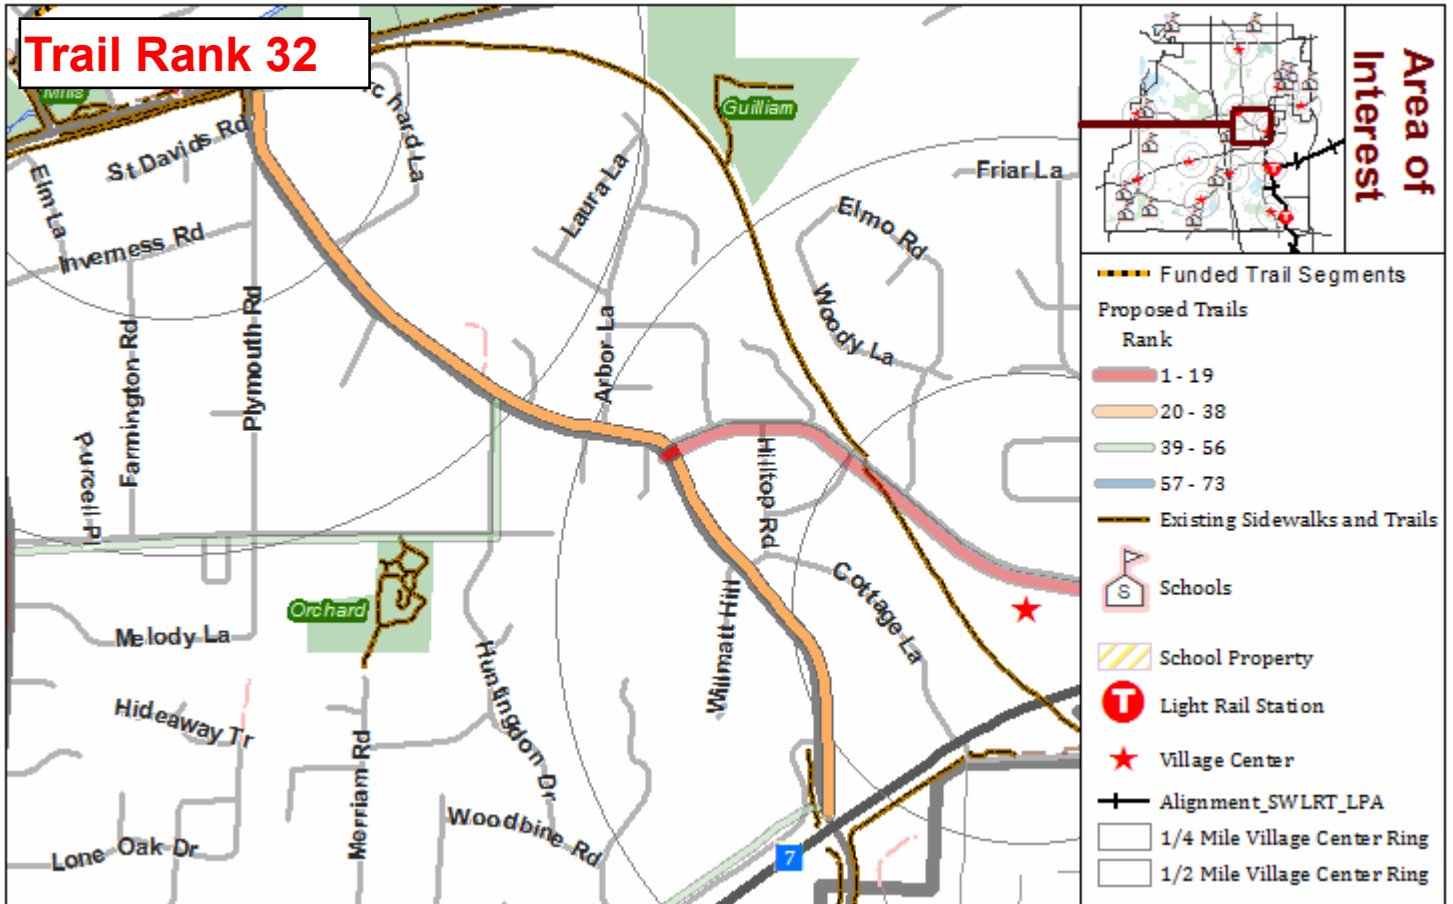 Trail Rank 32
Mills
St Davids Rd
Elm La
Inverness Rd
Farmington Rd
Plymouth Rd
Purcell Pl
Melody La
Hideaway Tr
Lone Oak Dr
Merriam Rd
Orchard
Huntingdon Dr
Woodbine Rd
chard La
Laura La
Arbor La
Guilliam
Friar La
Elmo Rd
Woody La
Hilltop Rd
Cottage La
Willmatt Hill
7
Area of
Interest
T
T
Funded Trail Segments
Proposed Trails
Rank
1 - 19
20 - 38
39 - 56
57 - 73
Existing Sidewalks and Trails
S
Schools
School Property
T
Light Rail Station
Village Center
Alignment_SWLRT_LPA
1/4 Mile Village Center Ring
1/2 Mile Village Center Ring